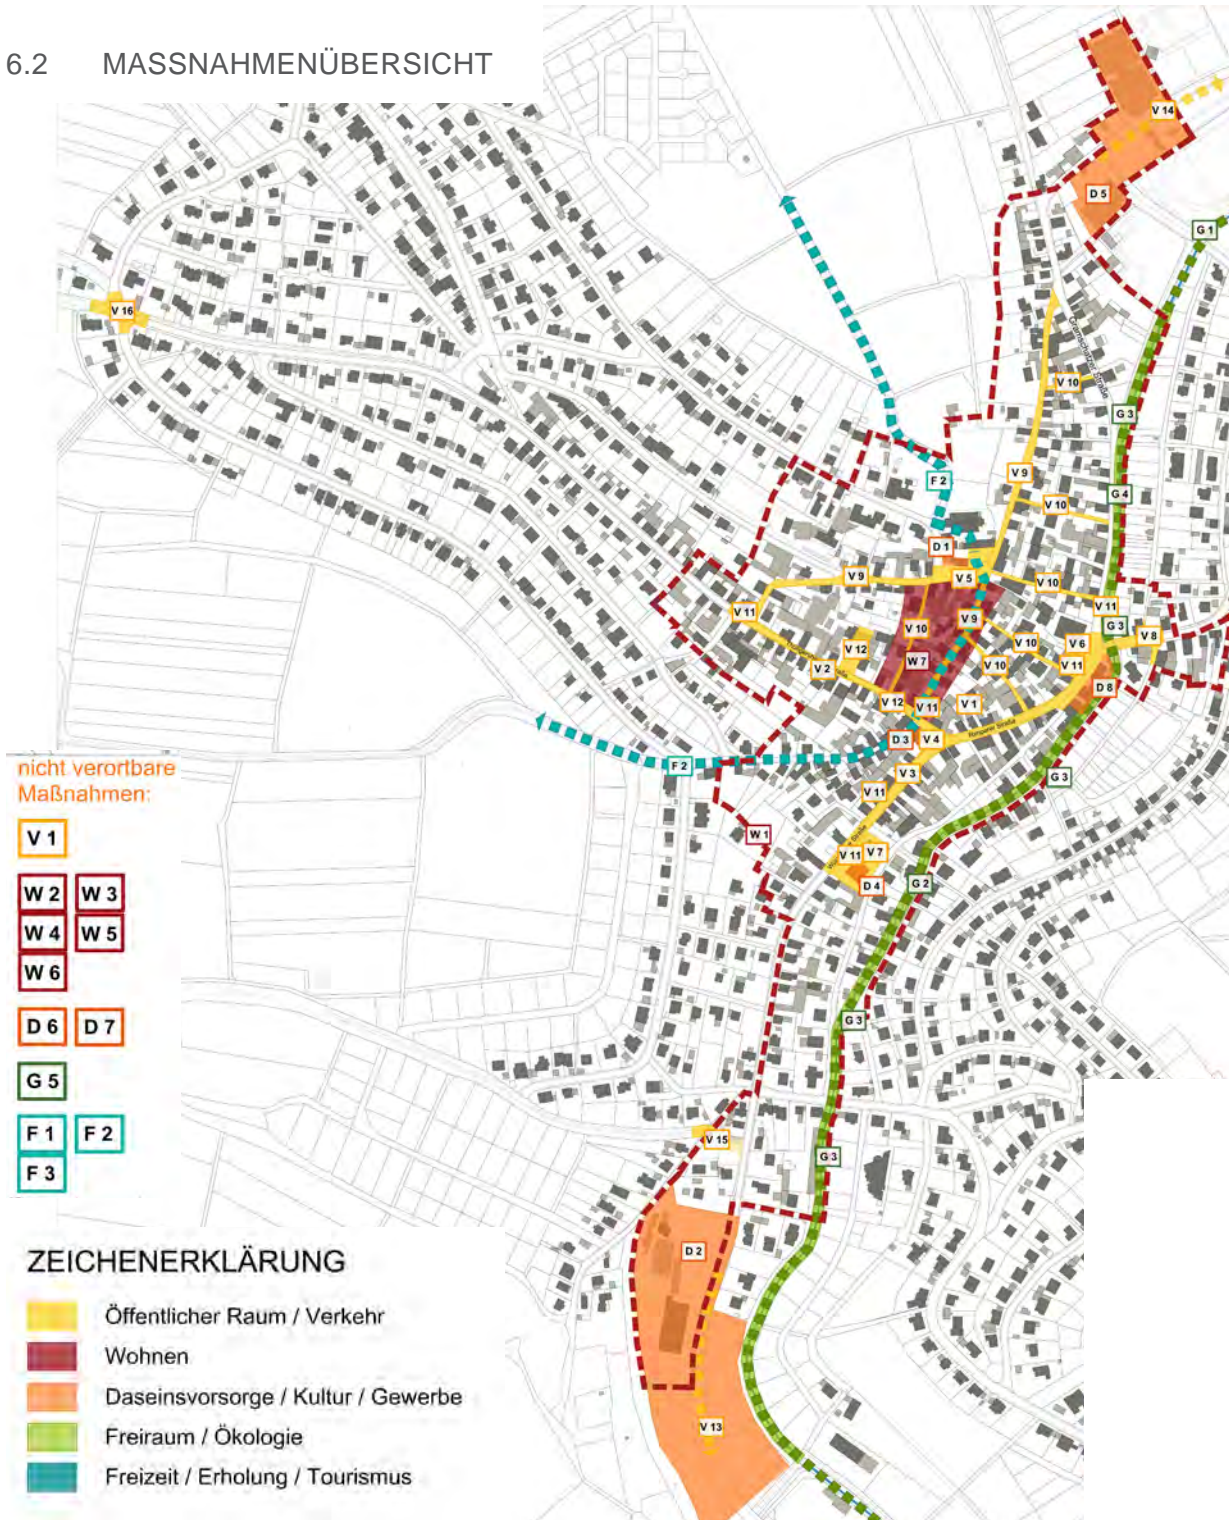 6.2 MASSNAHMENÜBERSICHT
V 14
D 5
G 1
V 16
Gramschatzer Straße
V 10
G 3
V 9
F 2
G 4
V 10
D 1
V 9
V 5
V 10
V 11
V 11
V 10
V 9
G 3
V 8
V 12
V 10
V 6
V 2
W 7
V 10
V 11
D 8
V 12
V 11
V 1
D 3
V 4
Rimparer Straße
F 2
V 3
G 3
V 11
W 1
V 11
V 7
D 4
G 2
G 3
V 15
G 3
D 2
V 13
nicht verortbare
Maßnahmen:
V 1
W 2 W 3
W 4 W 5
W 6
D 6 D 7
G 5
F 1 F 2
F 3
ZEICHENERKLÄRUNG
Öffentlicher Raum / Verkehr
Wohnen
Daseinsvorsorge / Kultur / Gewerbe
Freiraum / Ökologie
Freizeit / Erholung / Tourismus